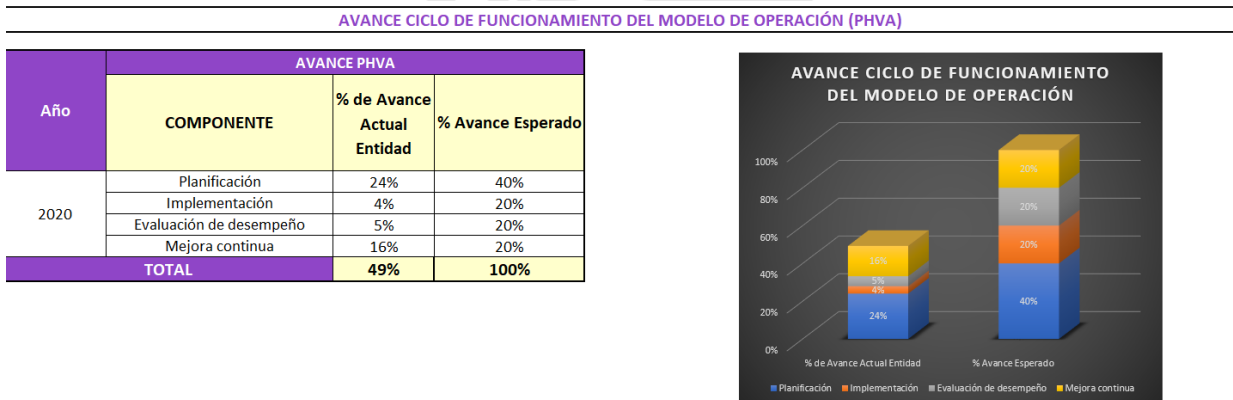 AVANCE CICLO DE FUNCIONAMIENTO DEL MODELO DE OPERACIÓN (PHVA)
Año
AVANCE PHVA
COMPONENTE
% de Avance
Actual
Entidad
% Avance Esperado
2020
Planificación 24% 40%
Implementación 4% 20%
Evaluación de desempeño 5% 20%
Mejora continua 16% 20%
TOTAL 49% 100%
AVANCE CICLO DE FUNCIONAMIENTO
DEL MODELO DE OPERACIÓN
100%
80%
60%
40%
20%
0%
16%
5%
4%
24%
20%
20%
20%
40%
% de Avance Actual Entidad % Avance Esperado
Planificación Implementación Evaluación de desempeño Mejora continua